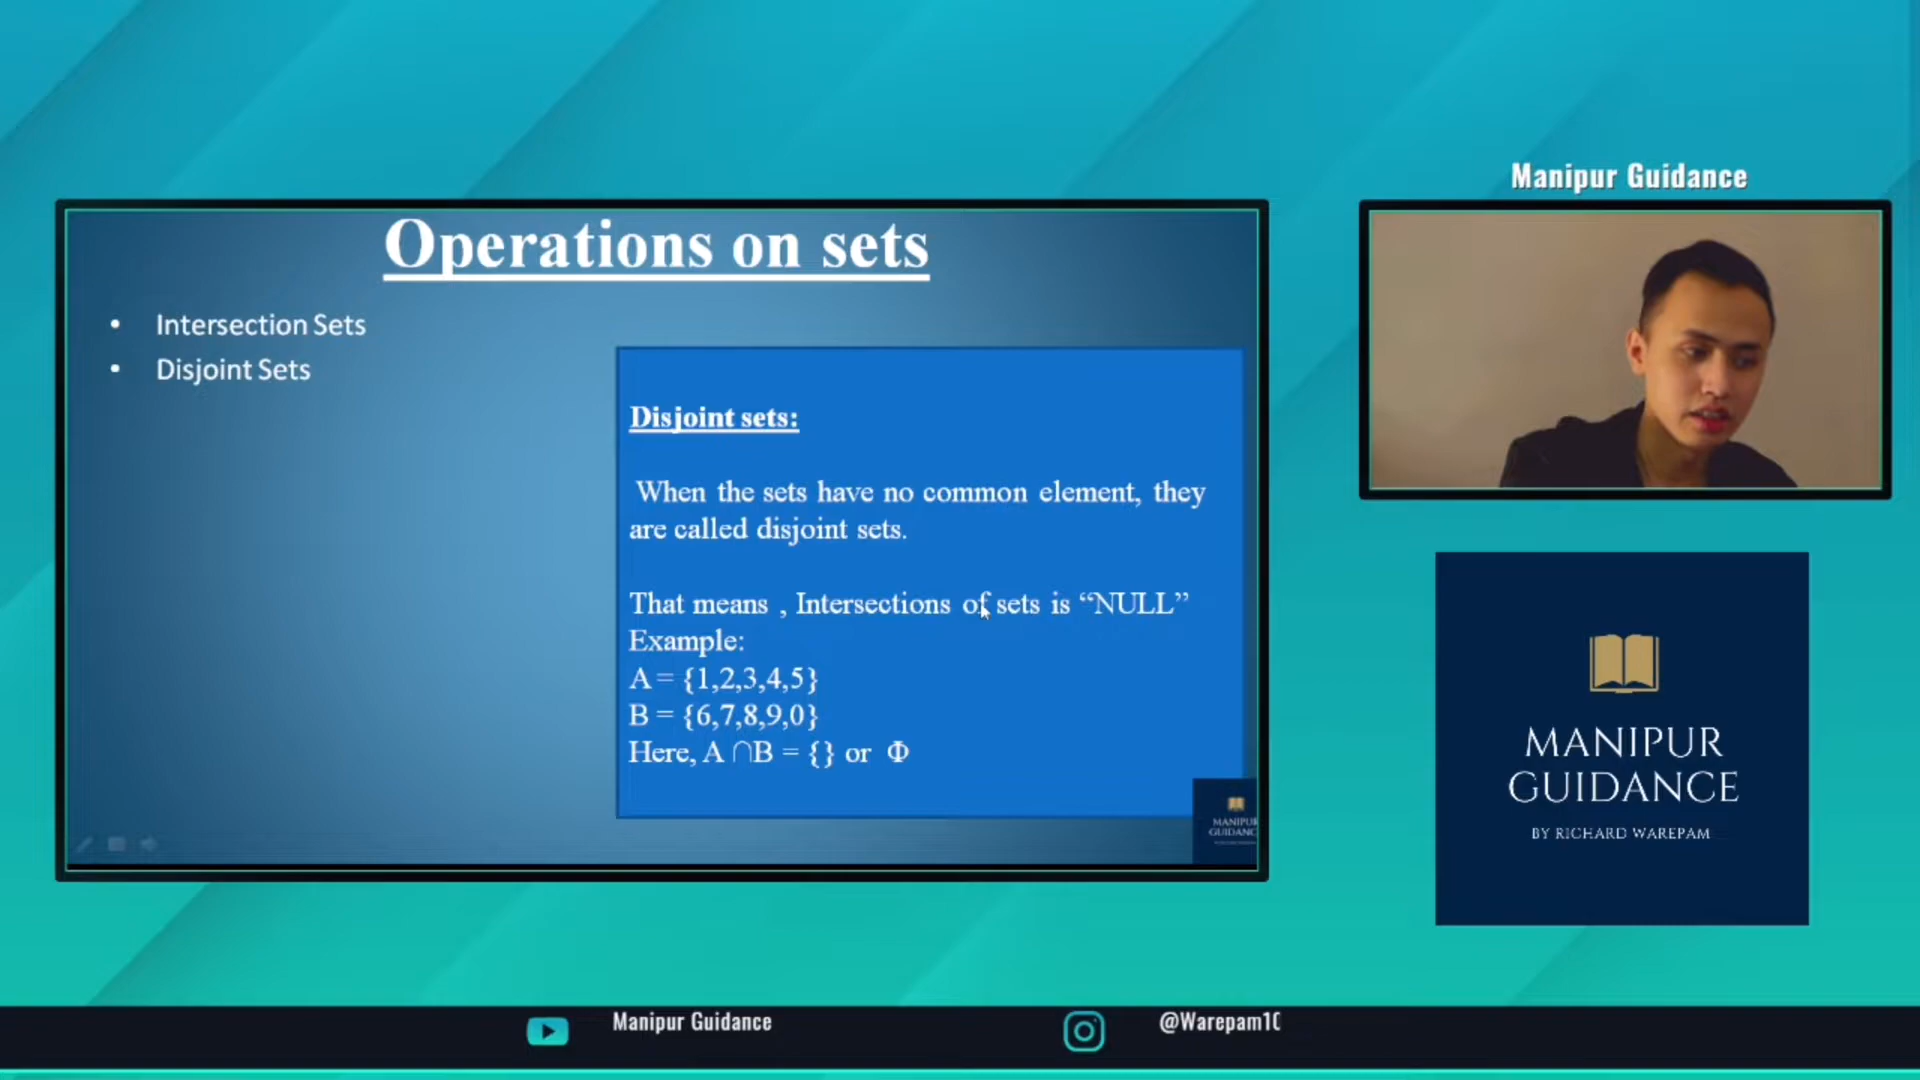 Manipur Guidance
Operations on sets
• Intersection Sets
• Disjoint Sets
Disjoint sets:
When the sets have no common element, they
are called disjoint sets.
That means , Intersections of sets is “NULL”
Example:
A = {1,2,3,4,5}
B = {6,7,8,9,0}
Here, A ∩B = {} or Φ
MANIPUR
GUIDANC
MANIPUR
GUIDANCE
BY RICHARD WAREPAM
Manipur Guidance
@Warepam10